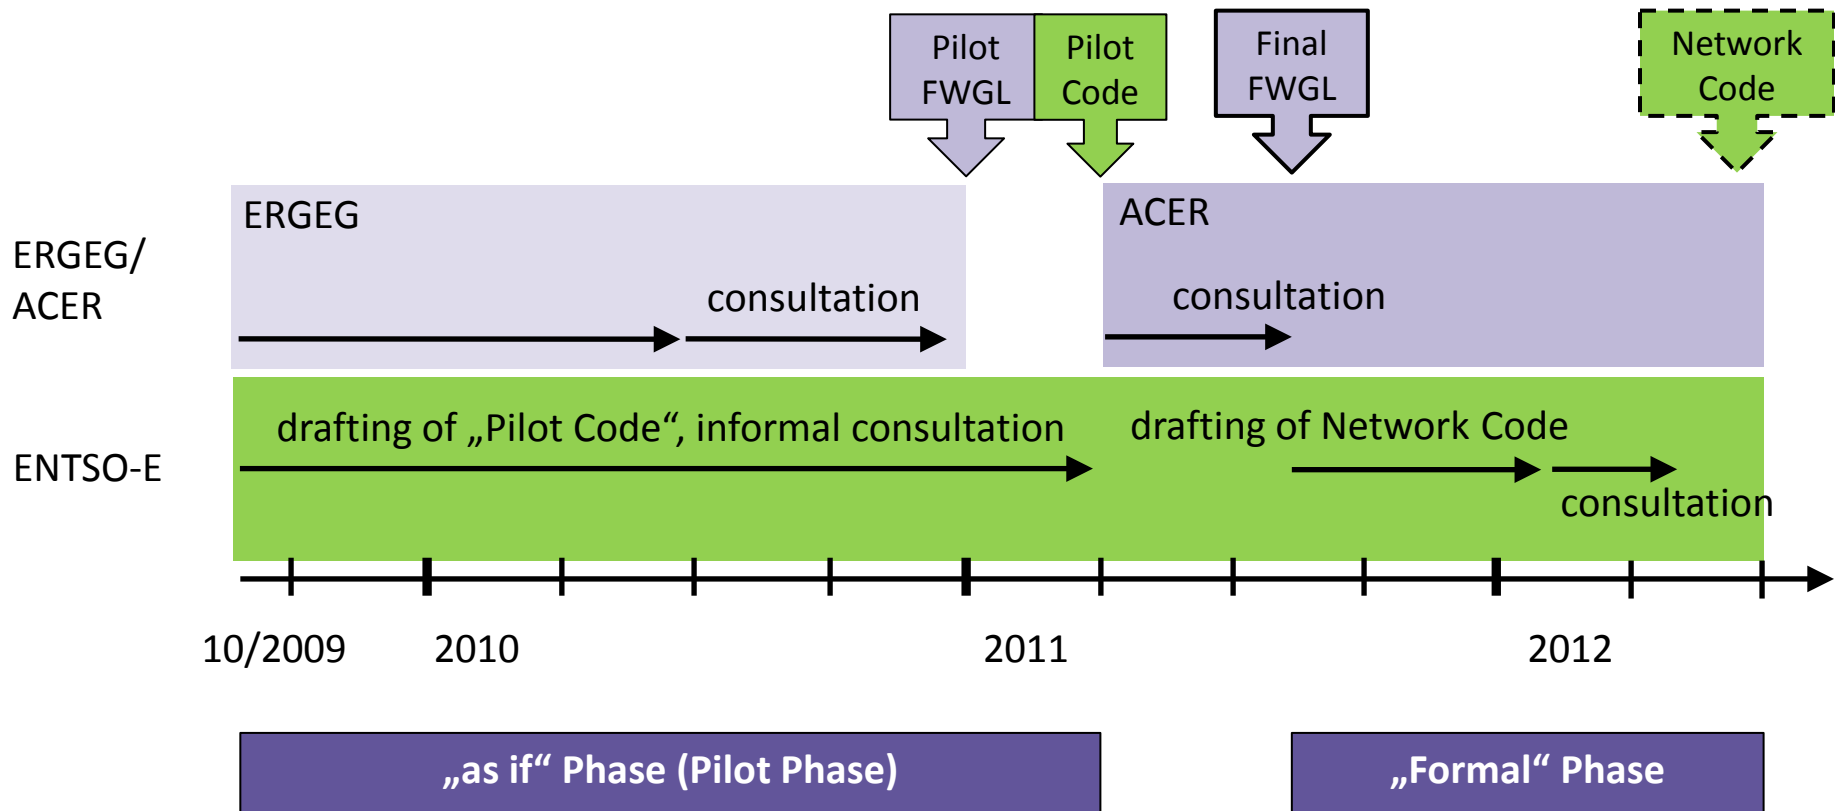 Pilot
FWGL
Pilot
Code
Final
FWGL
Network
Code
ERGEG/
ACER
ERGEG
consultation
ACER
consultation
ENTSO-E
drafting of „Pilot Code“, informal consultation
drafting of Network Code
consultation
10/2009
2010
2011
2012
„as if“ Phase (Pilot Phase)
„Formal“ Phase